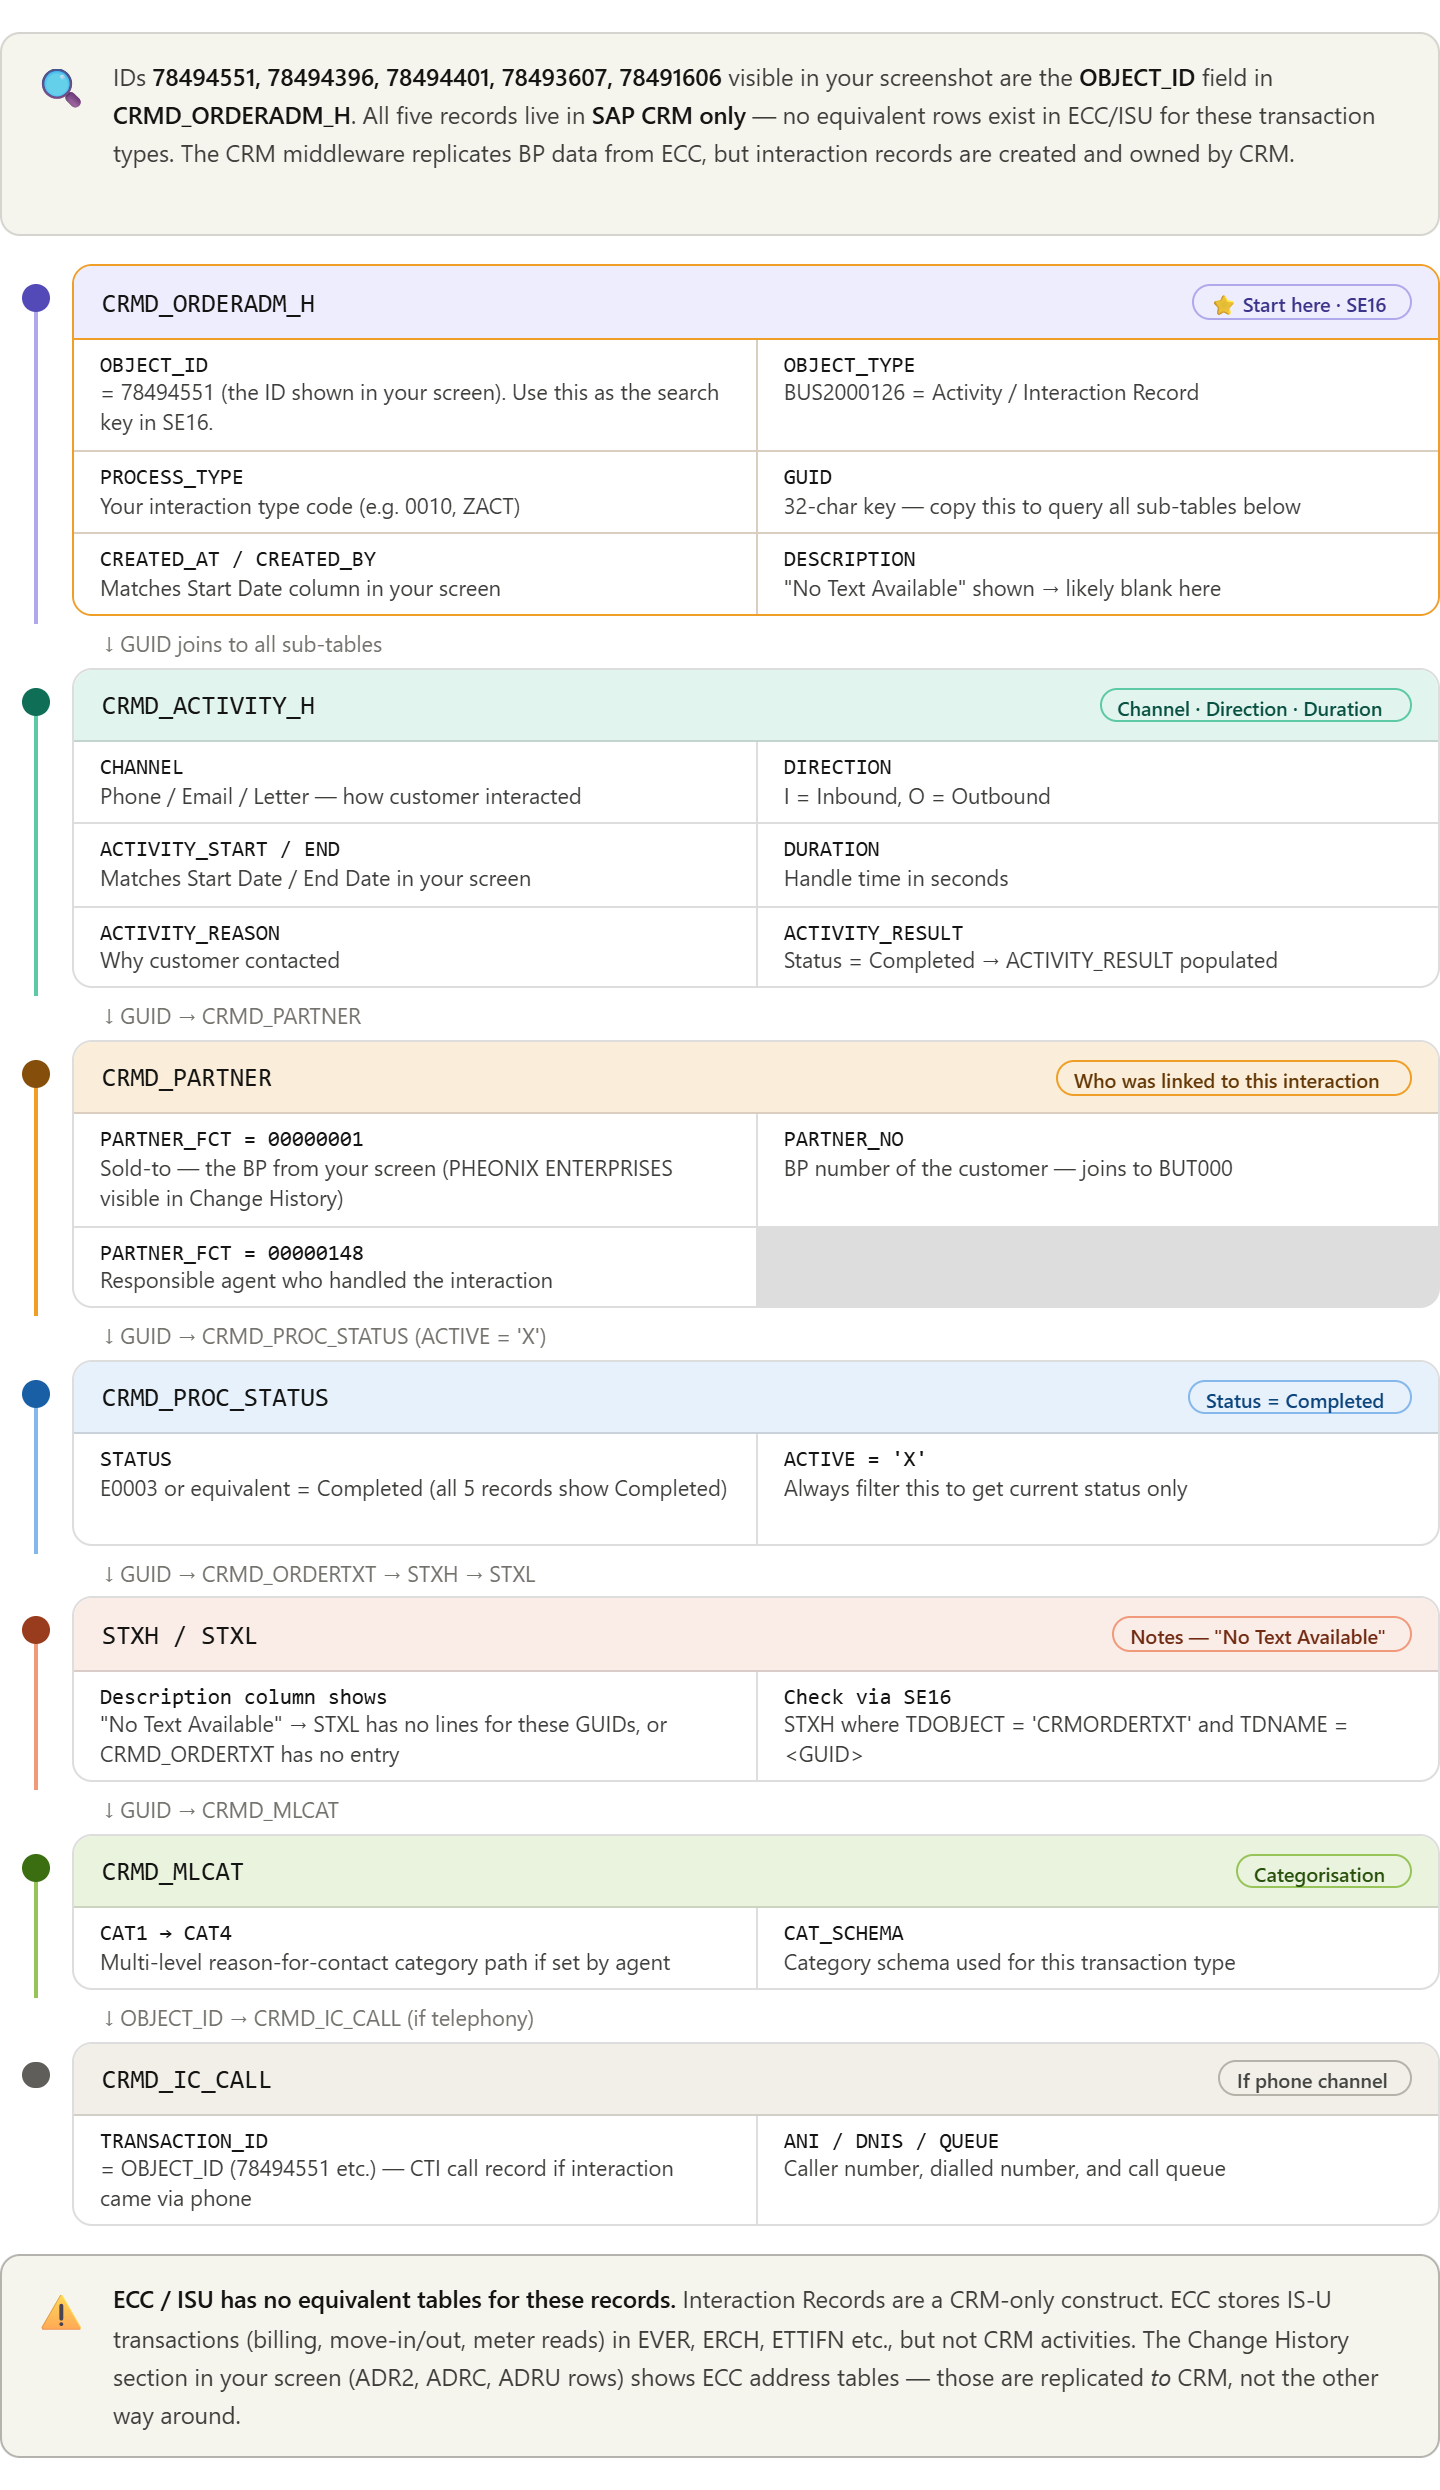 IDs 78494551, 78494396, 78494401, 78493607, 78491606 visible in your screenshot are the OBJECT_ID field in
CRMD_ORDERADM_H. All five records live in SAP CRM only — no equivalent rows exist in ECC/ISU for these transaction
types. The CRM middleware replicates BP data from ECC, but interaction records are created and owned by CRM.
CRMD_ORDERADM_H
⭐ Start here · SE16
OBJECT_ID
= 78494551 (the ID shown in your screen). Use this as the search
key in SE16.
OBJECT_TYPE
BUS2000126 = Activity / Interaction Record
PROCESS_TYPE
Your interaction type code (e.g. 0010, ZACT)
GUID
32-char key — copy this to query all sub-tables below
CREATED_AT / CREATED_BY
Matches Start Date column in your screen
DESCRIPTION
"No Text Available" shown → likely blank here
↓ GUID joins to all sub-tables
CRMD_ACTIVITY_H
Channel · Direction · Duration
CHANNEL
Phone / Email / Letter — how customer interacted
DIRECTION
I = Inbound, O = Outbound
ACTIVITY_START / END
Matches Start Date / End Date in your screen
DURATION
Handle time in seconds
ACTIVITY_REASON
Why customer contacted
ACTIVITY_RESULT
Status = Completed → ACTIVITY_RESULT populated
↓ GUID → CRMD_PARTNER
CRMD_PARTNER
Who was linked to this interaction
PARTNER_FCT = 00000001
Sold-to — the BP from your screen (PHEONIX ENTERPRISES
visible in Change History)
PARTNER_NO
BP number of the customer — joins to BUT000
PARTNER_FCT = 00000148
Responsible agent who handled the interaction
↓ GUID → CRMD_PROC_STATUS (ACTIVE = 'X')
CRMD_PROC_STATUS
Status = Completed
STATUS
E0003 or equivalent = Completed (all 5 records show Completed)
ACTIVE = 'X'
Always filter this to get current status only
↓ GUID → CRMD_ORDERTXT → STXH → STXL
STXH / STXL
Notes — "No Text Available"
Description column shows
"No Text Available" → STXL has no lines for these GUIDs, or
CRMD_ORDERTXT has no entry
Check via SE16
STXH where TDOBJECT = 'CRMORDERTXT' and TDNAME =
<GUID>
↓ GUID → CRMD_MLCAT
CRMD_MLCAT
Categorisation
CAT1 → CAT4
Multi-level reason-for-contact category path if set by agent
CAT_SCHEMA
Category schema used for this transaction type
↓ OBJECT_ID → CRMD_IC_CALL (if telephony)
CRMD_IC_CALL
If phone channel
TRANSACTION_ID
= OBJECT_ID (78494551 etc.) — CTI call record if interaction
came via phone
ANI / DNIS / QUEUE
Caller number, dialled number, and call queue
ECC / ISU has no equivalent tables for these records. Interaction Records are a CRM-only construct. ECC stores IS-U
transactions (billing, move-in/out, meter reads) in EVER, ERCH, ETTIFN etc., but not CRM activities. The Change History
section in your screen (ADR2, ADRC, ADRU rows) shows ECC address tables — those are replicated to CRM, not the other
way around.